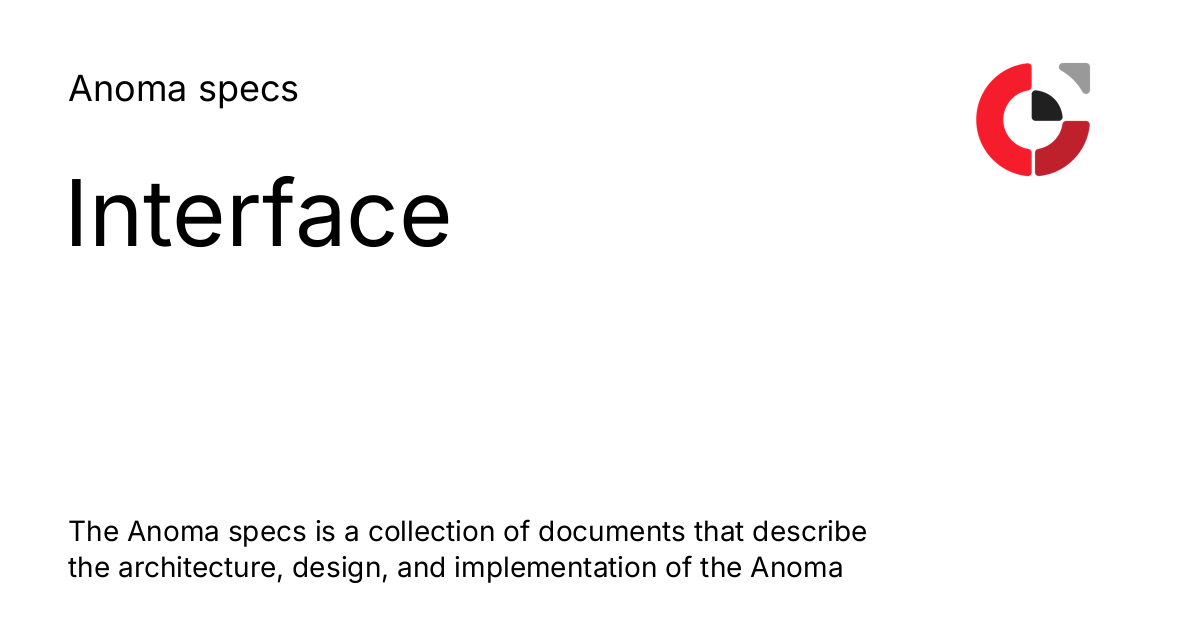 Anoma specs
Interface
The Anoma specs is a collection of documents that describe
the architecture, design, and implementation of the Anoma